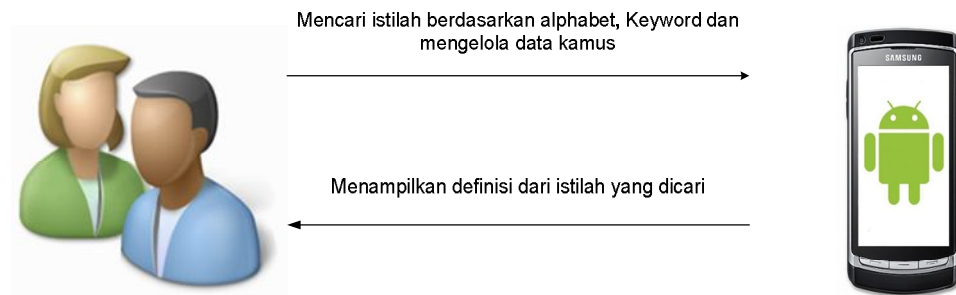 Mencari istilah berdasarkan alphabet, Keyword dan
mengelola data kamus
SAMSUNG
Menampilkan definisi dari istilah yang dicari